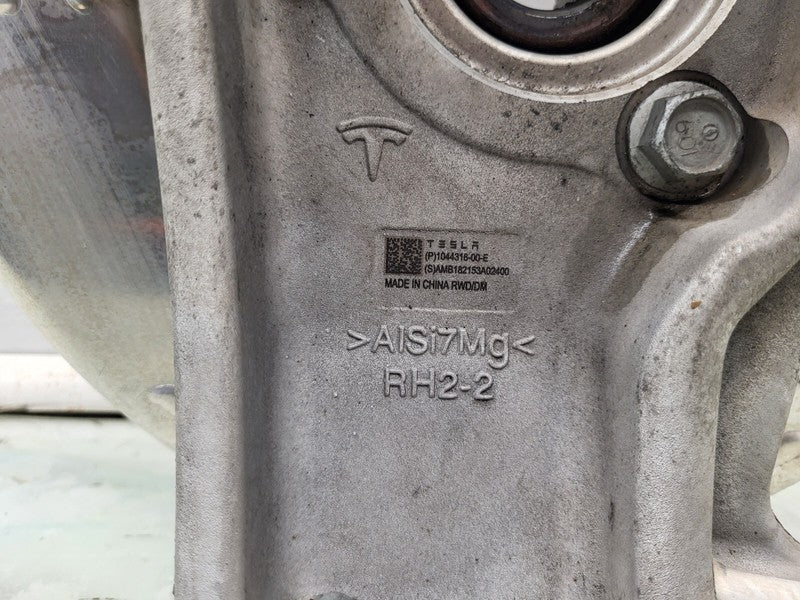 TESLA
(P)1044316-00-E
(S)AMB182153A02400
MADE IN CHINA RWD/DM
>AlSi7Mg<
RH2-2